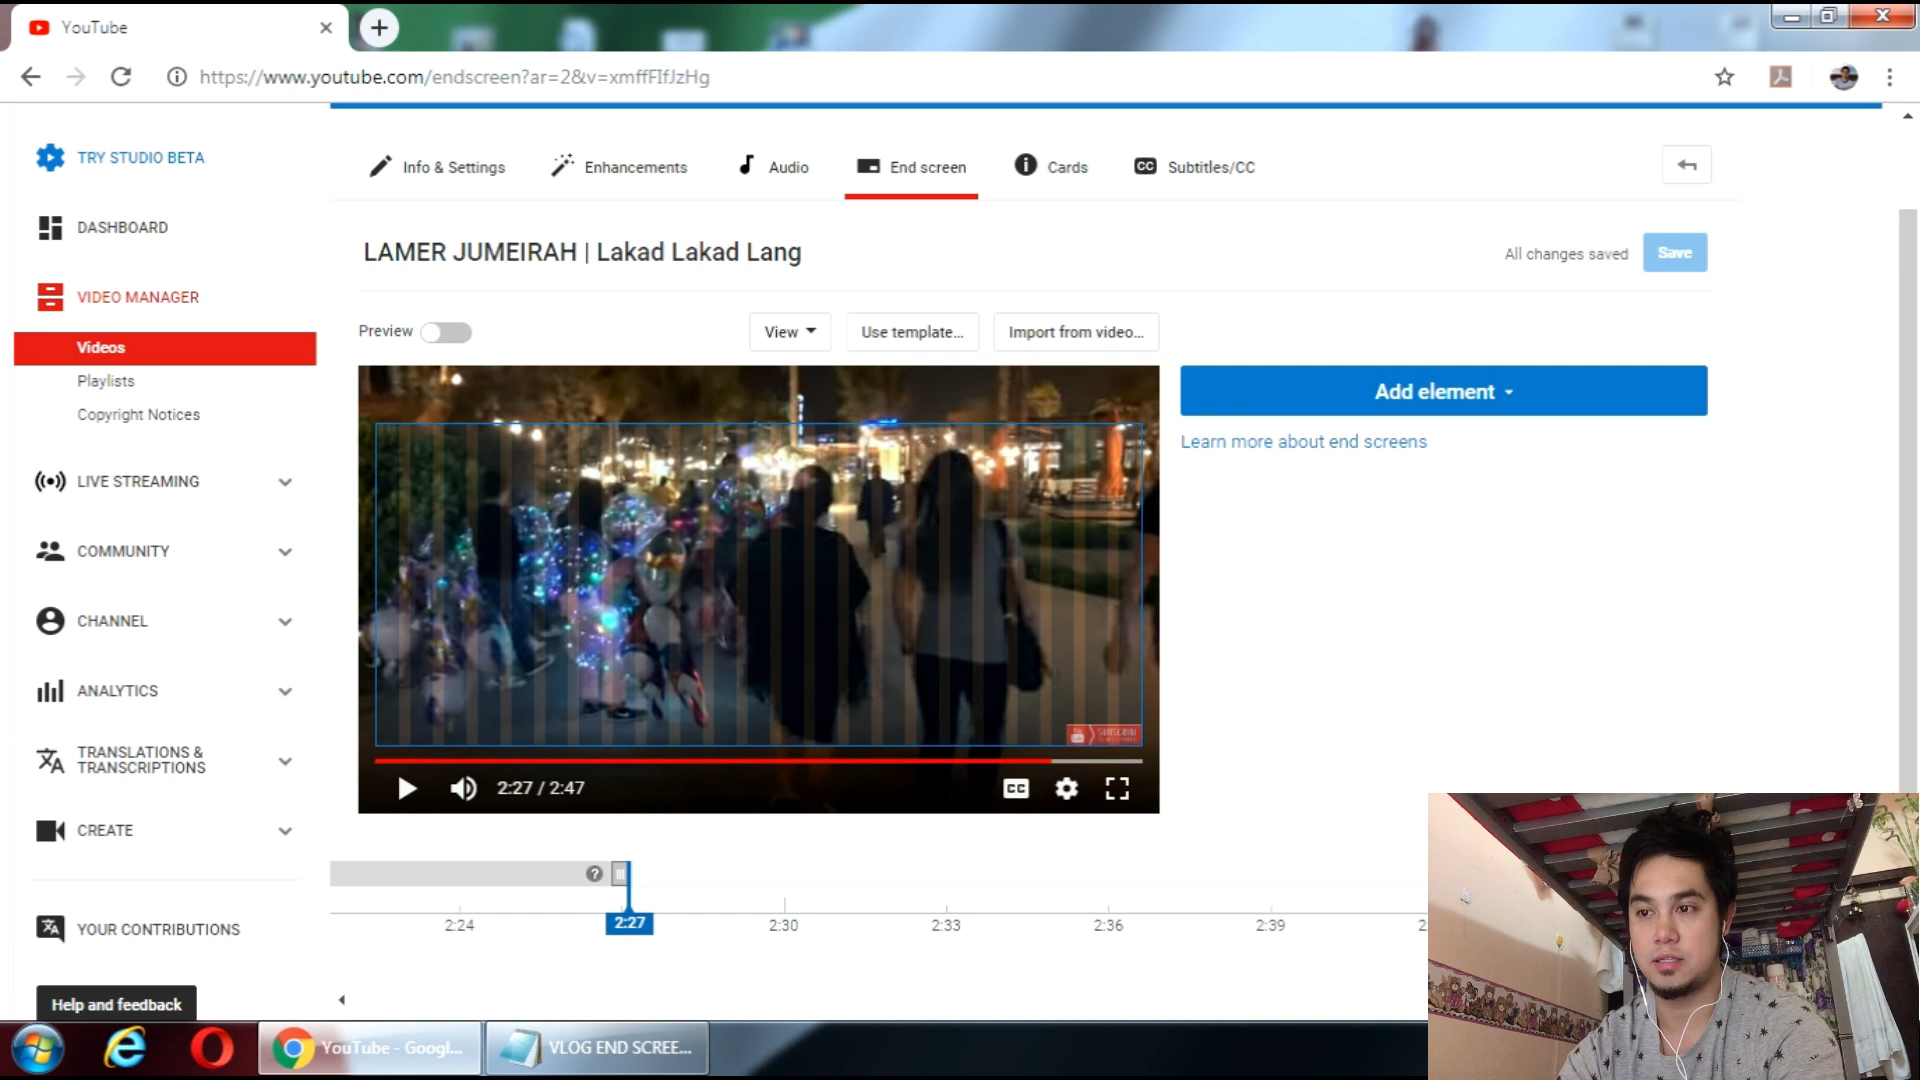 YouTube
https://www.youtube.com/endscreen?ar=2&v=xmffFIfJzHg
TRY STUDIO BETA
DASHBOARD
VIDEO MANAGER
Videos
Playlists
Copyright Notices
LIVE STREAMING
COMMUNITY
CHANNEL
ANALYTICS
TRANSLATIONS &
TRANSCRIPTIONS
CREATE
YOUR CONTRIBUTIONS
Help and feedback
Info & Settings
Enhancements
Audio
End screen
CC
Cards
Subtitles/CC
LAMER JUMEIRAH | Lakad Lakad Lang
All changes saved
Save
Preview
View
Use template...
Import from video...
Add element
Learn more about end screens
SUBSCRIBE
2:27 / 2:47
CC
2:24
2:27
2:30
2:33
2:36
2:39
2
YouTube - Googl...
VLOG END SCREE...